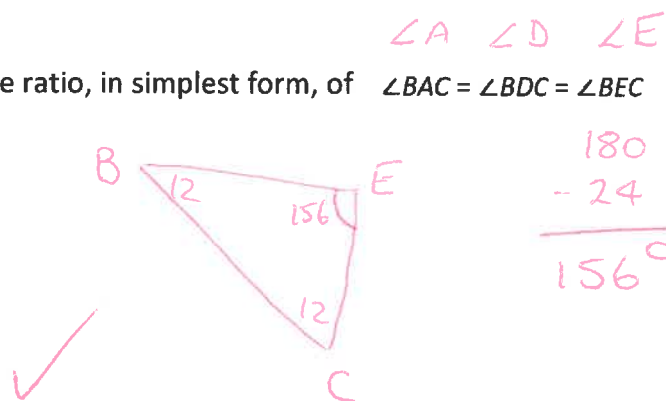 ∠A ∠D ∠E
e ratio, in simplest form, of ∠BAC = ∠BDC = ∠BEC
180
- 24
156°
B
12
E
156
12
C